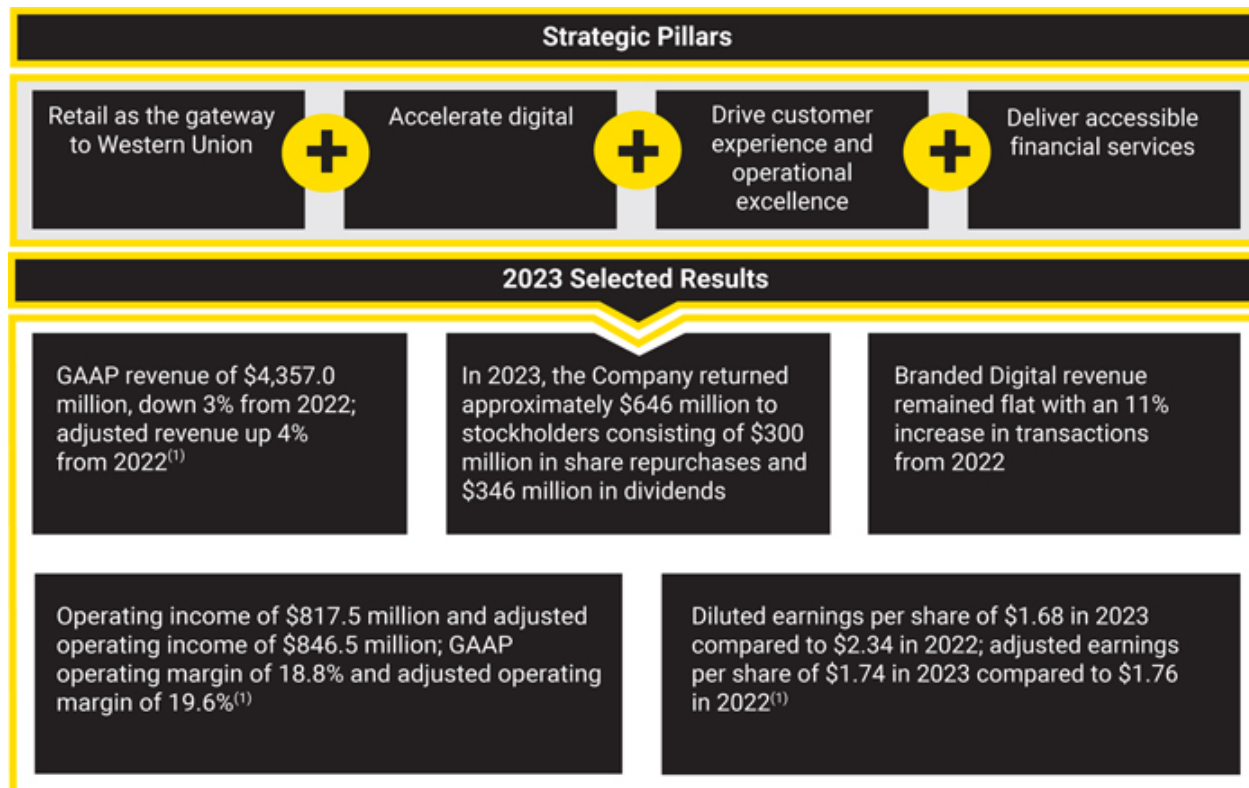 Strategic Pillars
Retail as the gateway
to Western Union
+
Accelerate digital
+
Drive customer
experience and
operational
excellence
+
Deliver accessible
financial services
2023 Selected Results
GAAP revenue of $4,357.0
million, down 3% from 2022;
adjusted revenue up 4%
from 2022(1)
In 2023, the Company returned
approximately $646 million to
stockholders consisting of $300
million in share repurchases and
$346 million in dividends
Branded Digital revenue
remained flat with an 11%
increase in transactions
from 2022
Operating income of $817.5 million and adjusted
operating income of $846.5 million; GAAP
operating margin of 18.8% and adjusted operating
margin of 19.6%(1)
Diluted earnings per share of $1.68 in 2023
compared to $2.34 in 2022; adjusted earnings
per share of $1.74 in 2023 compared to $1.76
in 2022(1)